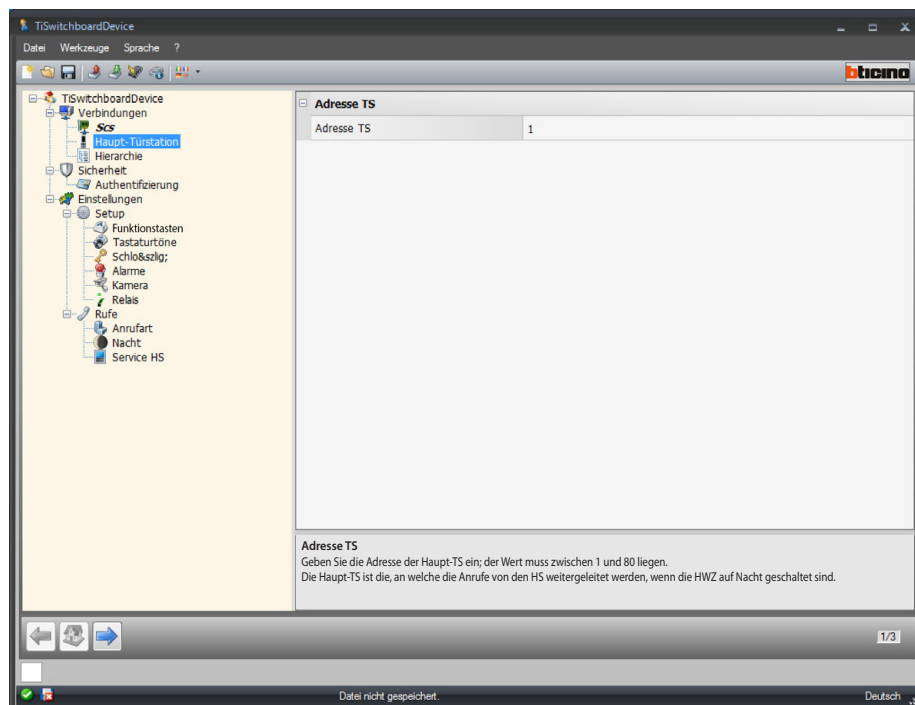 TiSwitchboardDevice
Datei Werkzeuge Sprache ?
bticino
TiSwitchboardDevice
Verbindungen
Scs
Haupt-Türstation
Hierarchie
Sicherheit
Authentifizierung
Einstellungen
Setup
Funktionstasten
Tastaturtöne
Schlo&szlig;
Alarme
Kamera
Relais
Rufe
Anrufart
Nacht
Service HS
Adresse TS
Adresse TS 1
Adresse TS
Geben Sie die Adresse der Haupt-TS ein; der Wert muss zwischen 1 und 80 liegen.
Die Haupt-TS ist die, an welche die Anrufe von den HS weitergeleitet werden, wenn die HWZ auf Nacht geschaltet sind.
1/3
Datei nicht gespeichert.
Deutsch